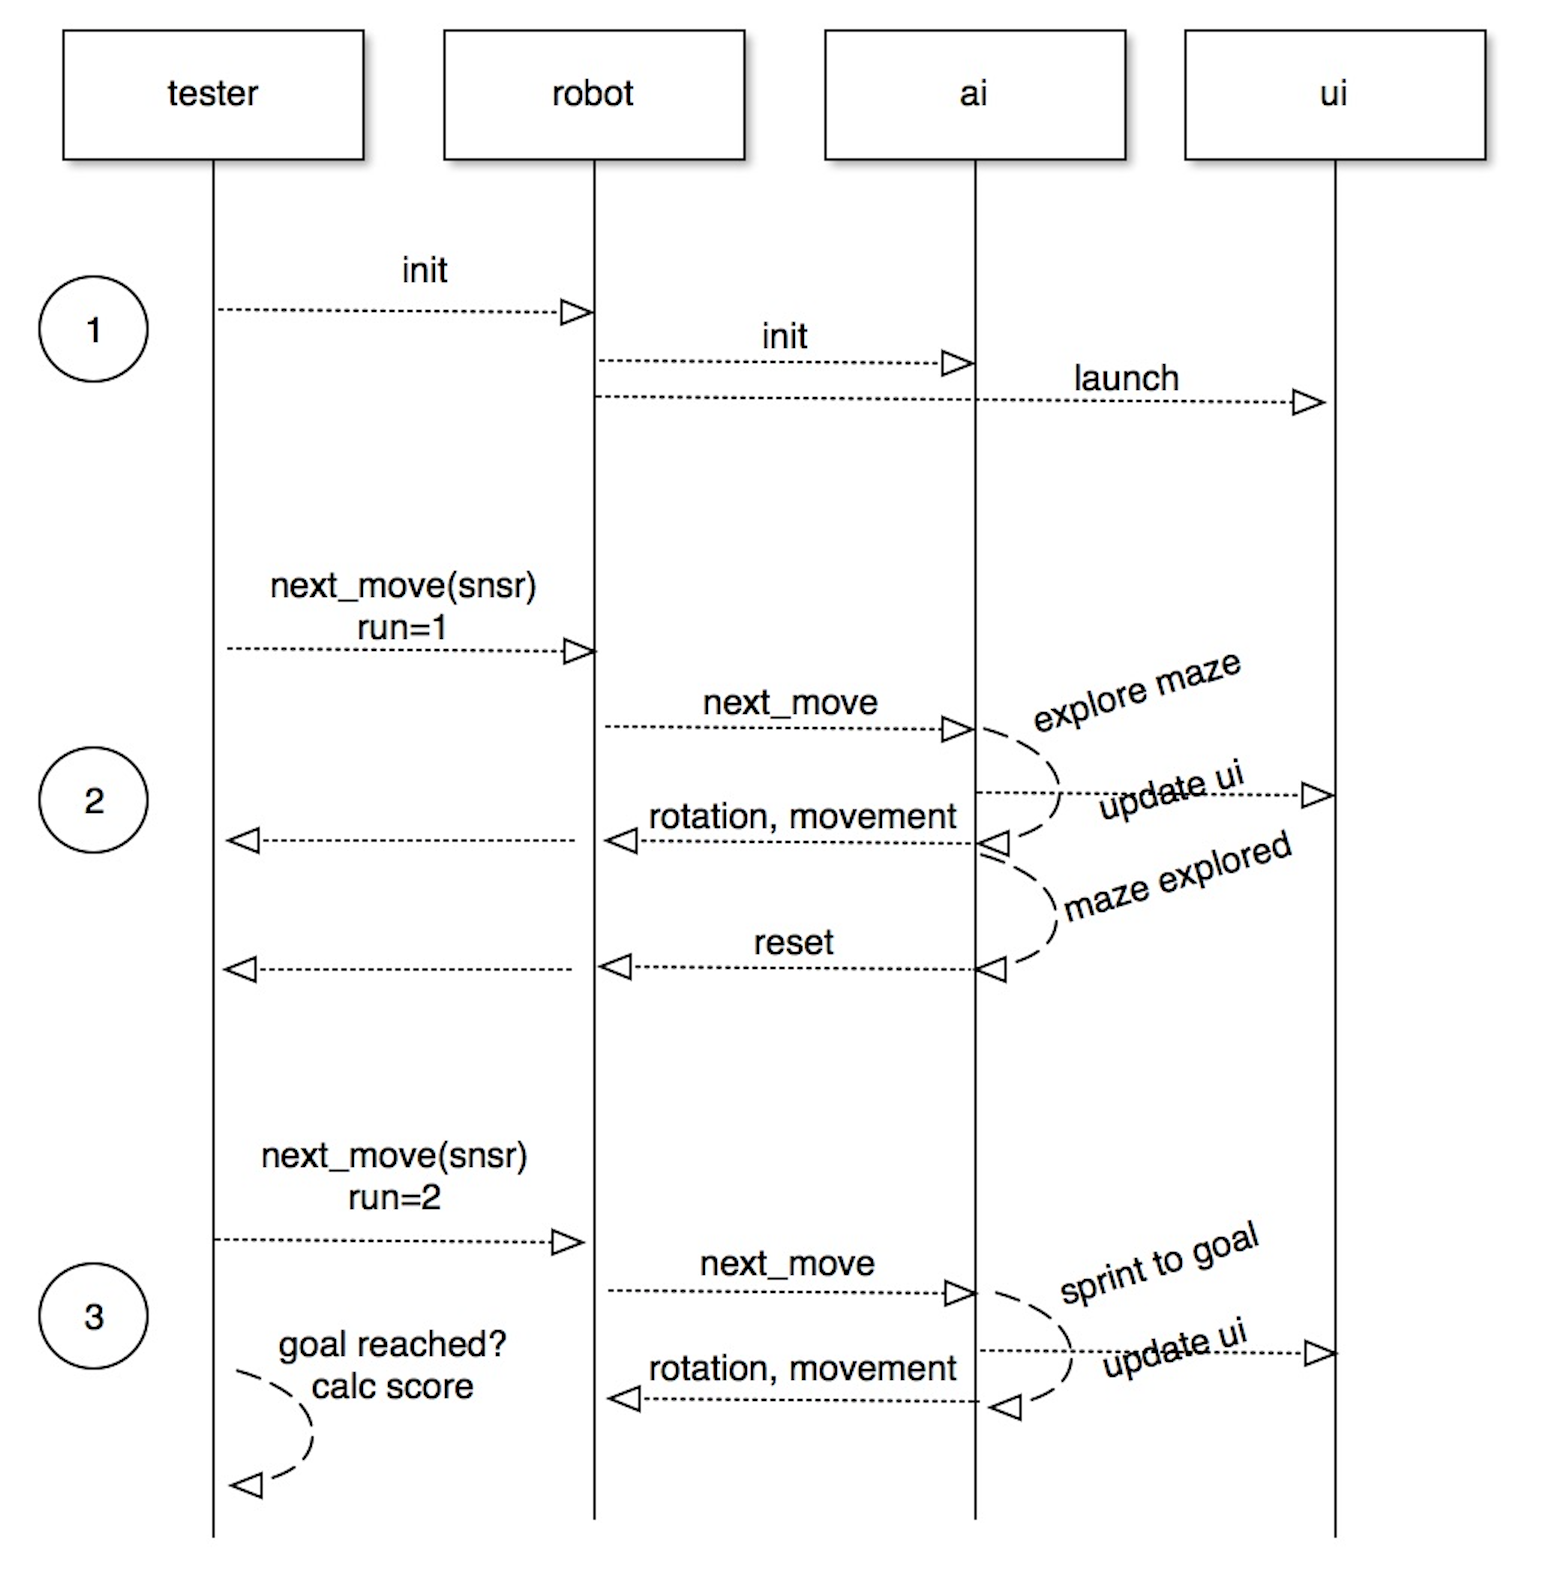 tester
robot
ai
ui
init
1
init
launch
next_move(snsr)
run=1
explore maze
next_move
update ui
2
rotation, movement
maze explored
reset
next_move(snsr)
run=2
sprint to goal
next_move
3
update ui
goal reached?
calc score
rotation, movement